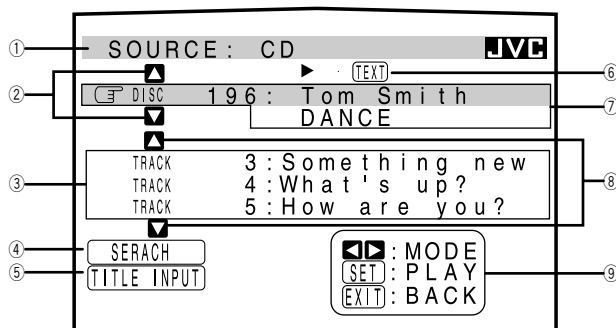 ① SOURCE: CD JVC
② ▶ · TEXT ⑥
☞ DISC 196: Tom Smith ⑦
DANCE
TRACK 3:Something new
③ TRACK 4:What's up? ⑧
TRACK 5:How are you?
④ SERACH
⑤ TITLE INPUT
◀▶: MODE
SET: PLAY ⑨
EXIT: BACK